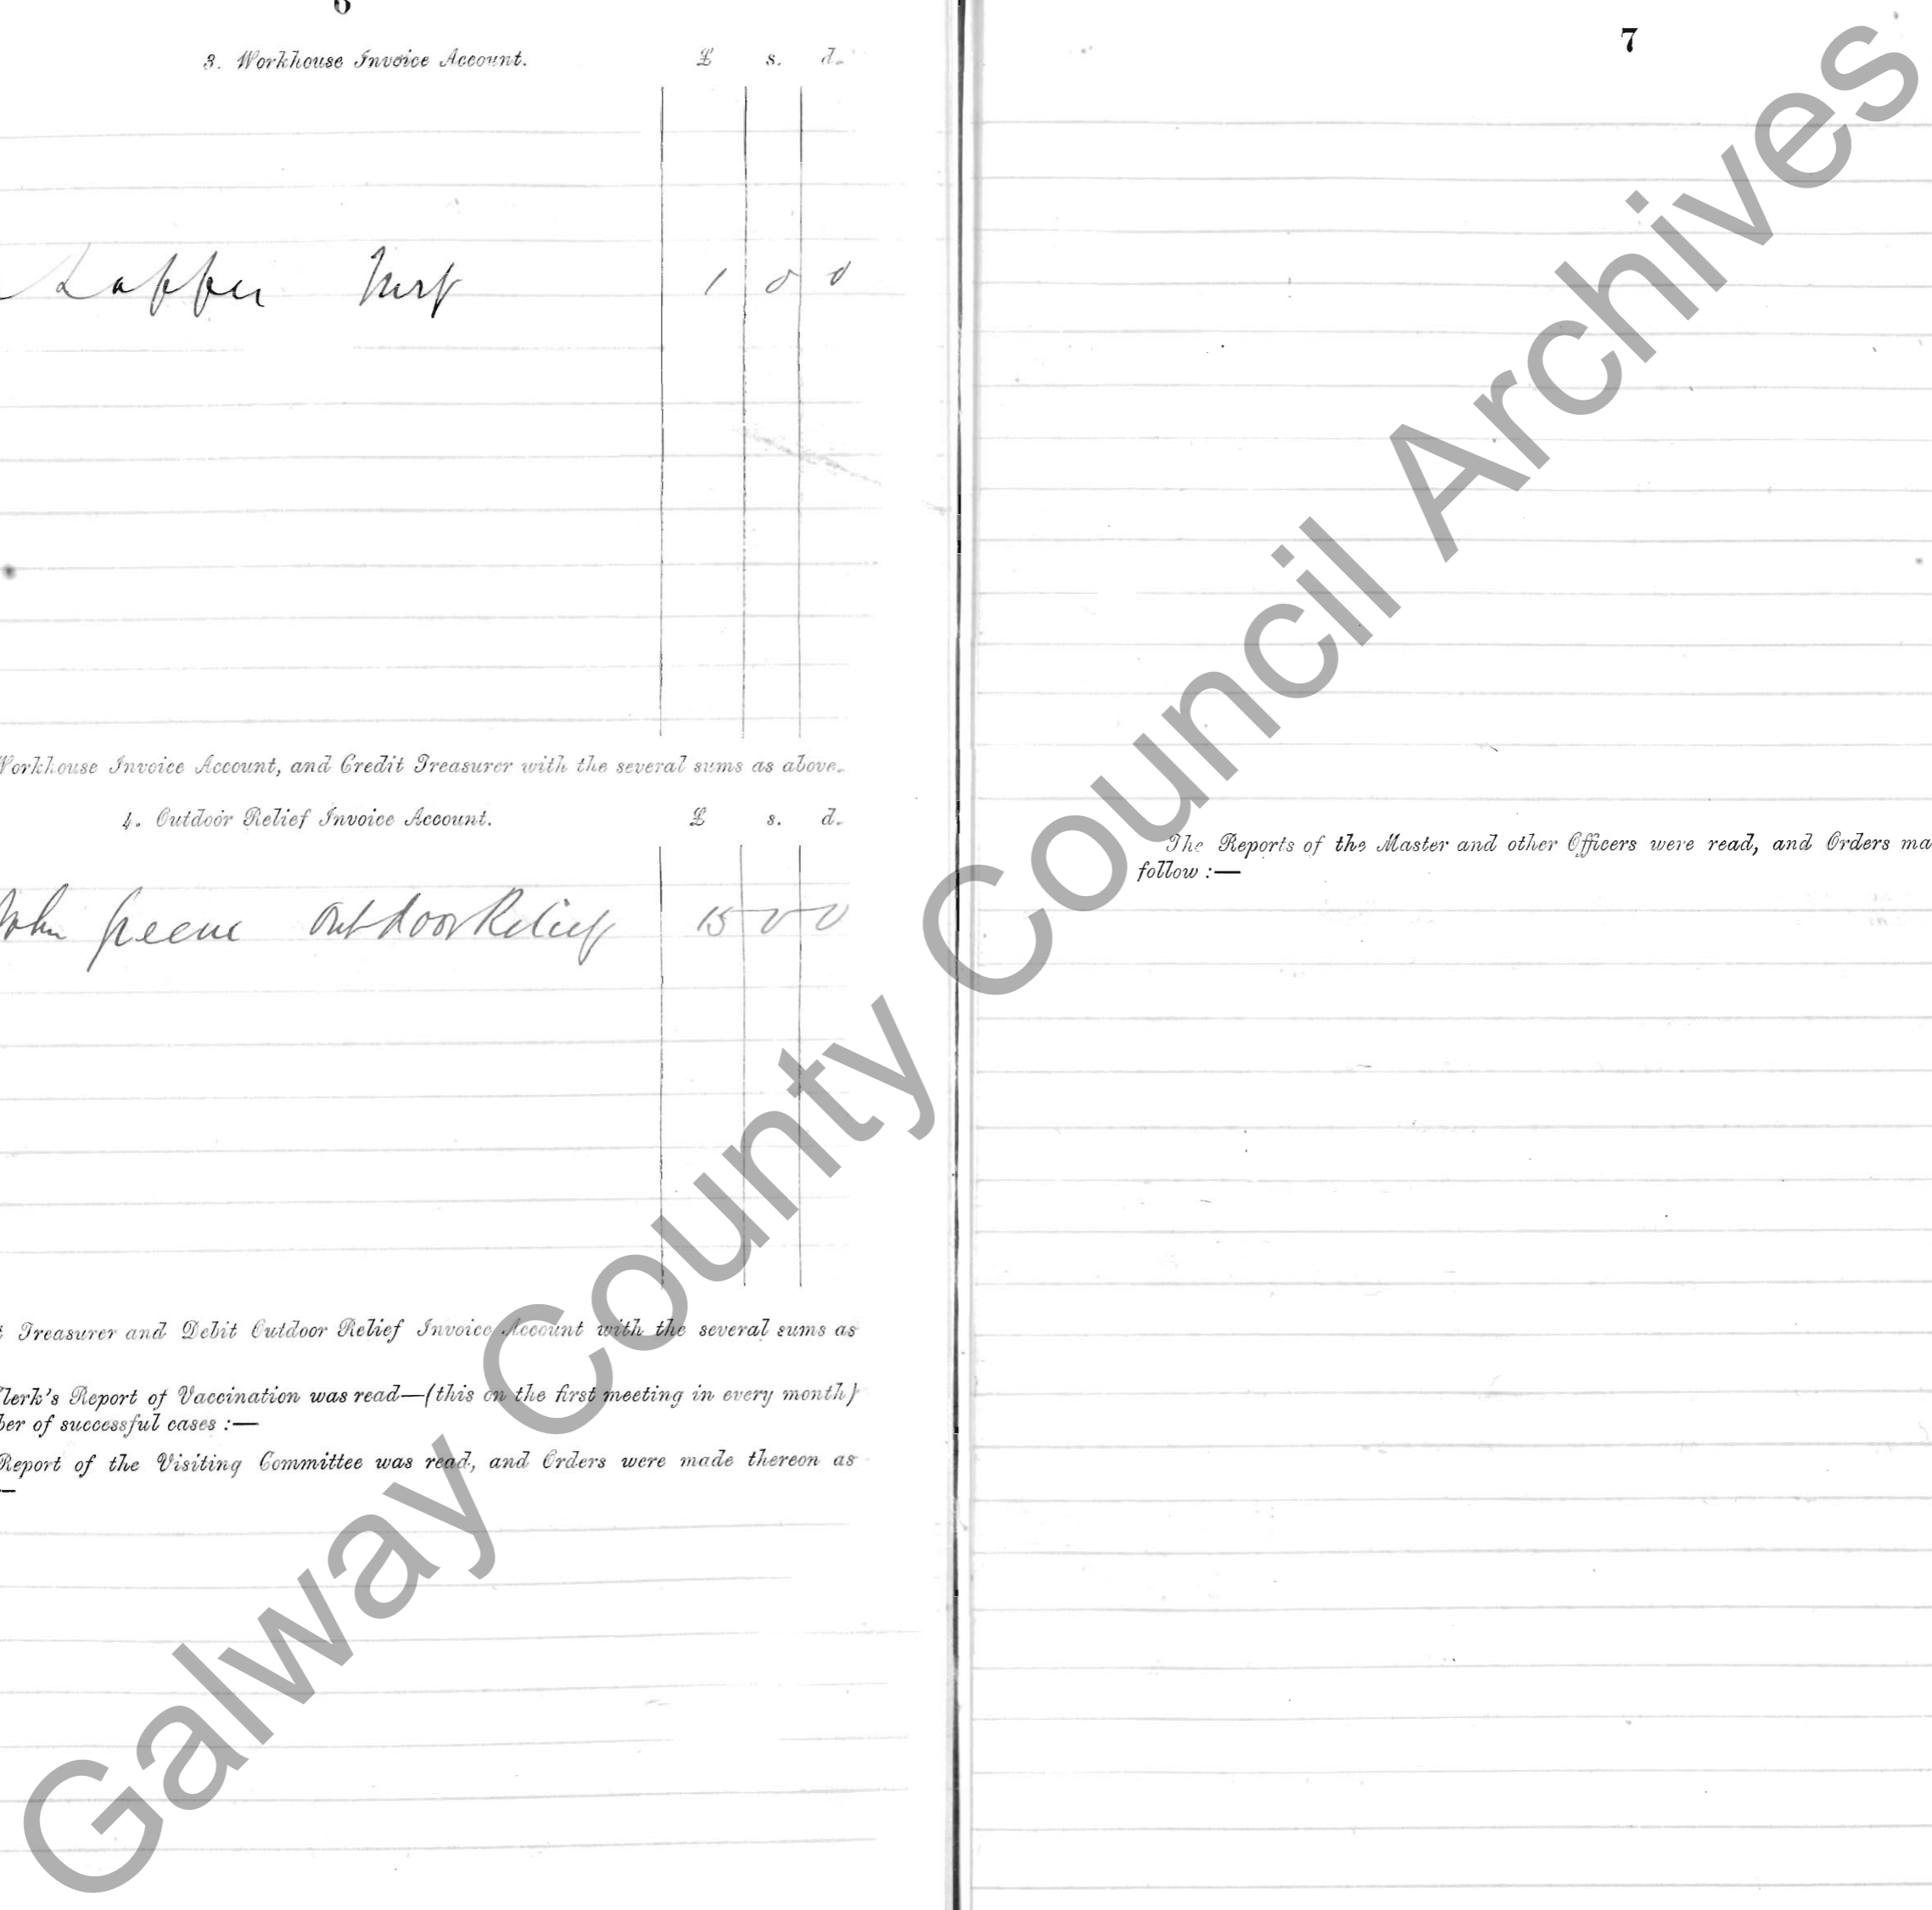 6
3. Workhouse Invoice Account. £ s. d.
Laffey Turf 1 0 0
Workhouse Invoice Account, and Credit Treasurer with the several sums as above.
4. Outdoor Relief Invoice Account. £ s. d.
John Greene Outdoor Relief 15 0 0
Treasurer and Debit Outdoor Relief Invoice Account with the several sums as
Clerk's Report of Vaccination was read—(this on the first meeting in every month)
ber of successful cases :—
Report of the Visiting Committee was read, and Orders were made thereon as
—
7
The Reports of the Master and other Officers were read, and Orders ma
follow :—
Galway County Council Archives